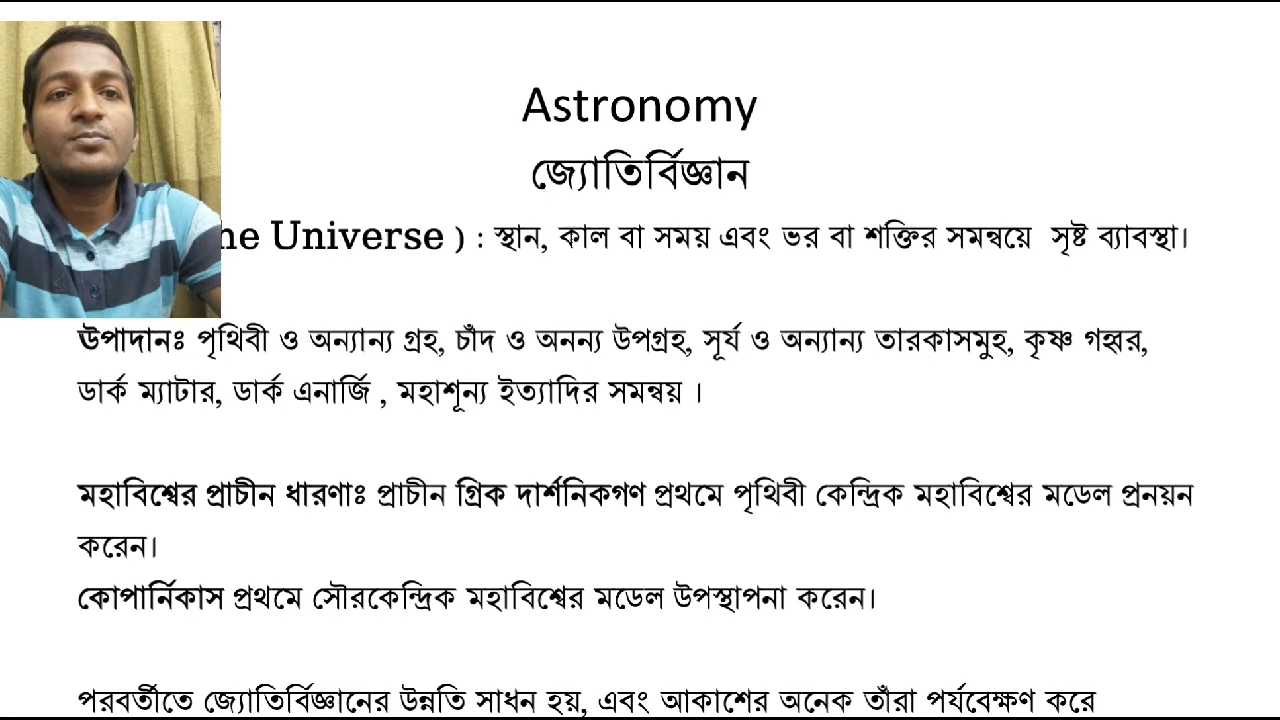 Astronomy
জ্যোতির্বিজ্ঞান
he Universe ) : স্থান, কাল বা সময় এবং ভর বা শক্তির সমন্বয়ে সৃষ্ট ব্যাবস্থা।
উপাদানঃ পৃথিবী ও অন্যান্য গ্রহ, চাঁদ ও অনন্য উপগ্রহ, সূর্য ও অন্যান্য তারকাসমুহ, কৃষ্ণ গহ্বর,
ডার্ক ম্যাটার, ডার্ক এনার্জি , মহাশূন্য ইত্যাদির সমন্বয় ।
মহাবিশ্বের প্রাচীন ধারণাঃ প্রাচীন গ্রিক দার্শনিকগণ প্রথমে পৃথিবী কেন্দ্রিক মহাবিশ্বের মডেল প্রনয়ন
করেন।
কোপার্নিকাস প্রথমে সৌরকেন্দ্রিক মহাবিশ্বের মডেল উপস্থাপনা করেন।
পরবর্তীতে জ্যোতির্বিজ্ঞানের উন্নতি সাধন হয়, এবং আকাশের অনেক তাঁরা পর্যবেক্ষণ করে